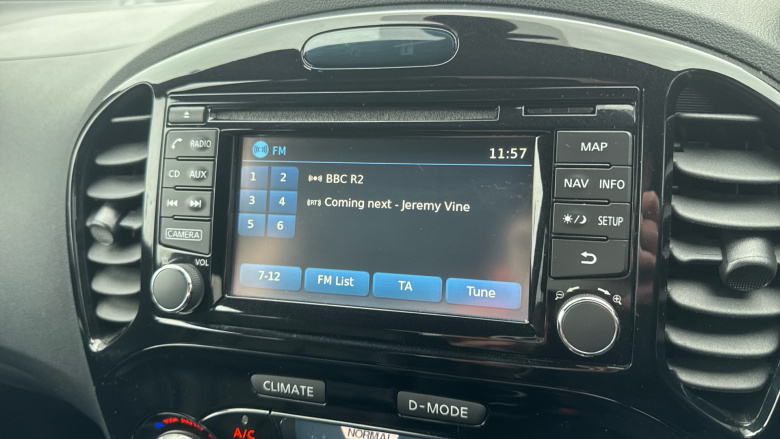 FM 11:57
1 2
3 4
5 6
BBC R2
(RT) Coming next - Jeremy Vine
7-12 FM List TA Tune
RADIO
CD AUX
CAMERA
VOL
MAP
NAV INFO
SETUP
CLIMATE
D-MODE
A/C
NORMAL